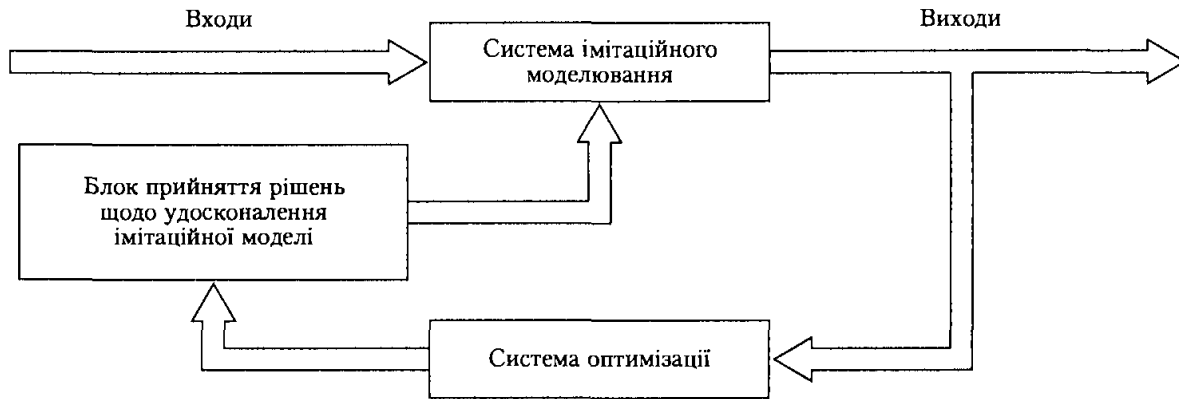 Входи
Виходи
Система імітаційного
моделювання
Блок прийняття рішень
щодо удосконалення
імітаційної моделі
Система оптимізації